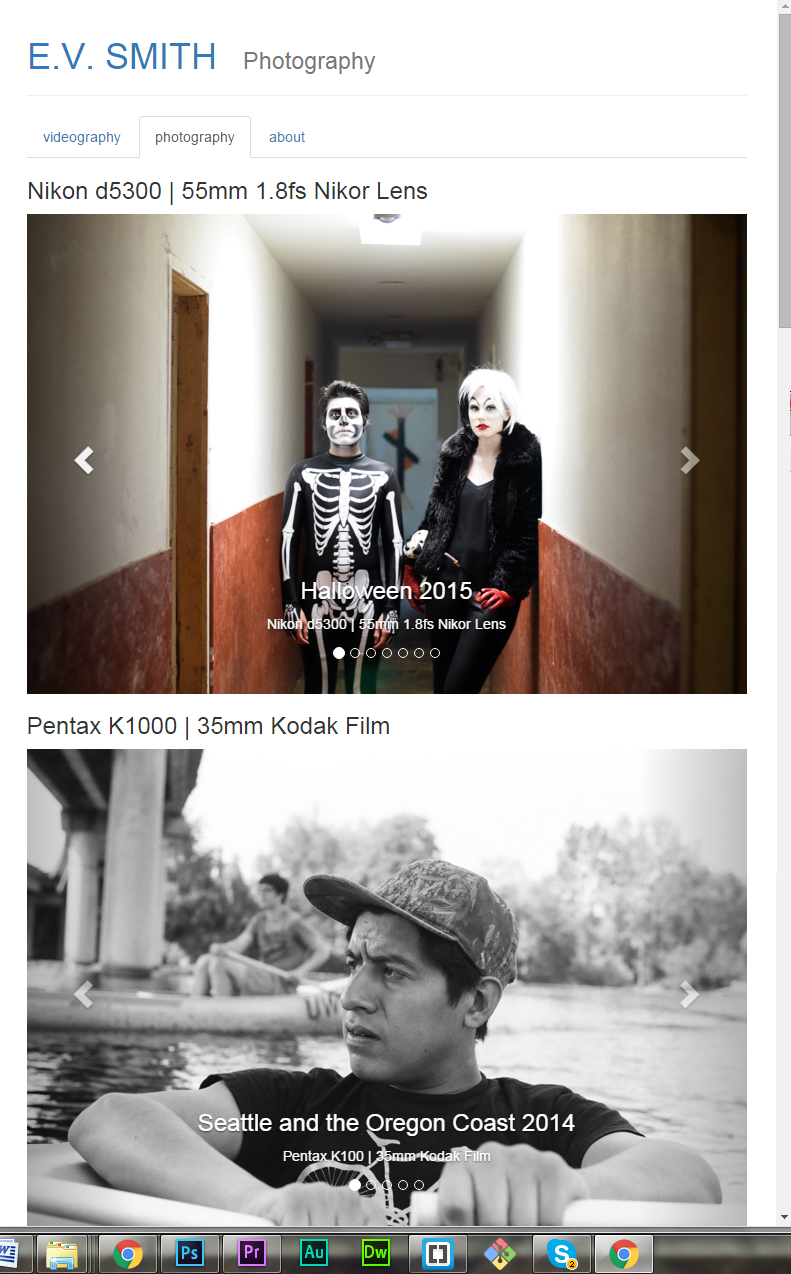 E.V. SMITH Photography
videography photography about
Nikon d5300 | 55mm 1.8fs Nikor Lens
Halloween 2015
Nikon d5300 | 55mm 1.8fs Nikor Lens
Pentax K1000 | 35mm Kodak Film
UW
Seattle and the Oregon Coast 2014
Pentax K100 | 35mm Kodak Film
W Ps Pr Au Dw S 2